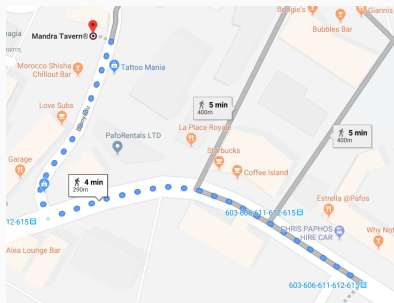 Boogie's
Giannis
Bubbles Bar
Mandra Tavern®
Morocco Shisha
Chillout Bar
Tattoo Mania
Love Subs
5 min
400m
La Place Royale
5 min
400m
PafoRentals LTD
Starbucks
Garage
Coffee Island
4 min
290m
Estrella @Pafos
603-606-611-612-615
12-615
CHRIS PAPHOS
HIRE CAR
Why Not
Alea Lounge Bar
603-606-611-612-615